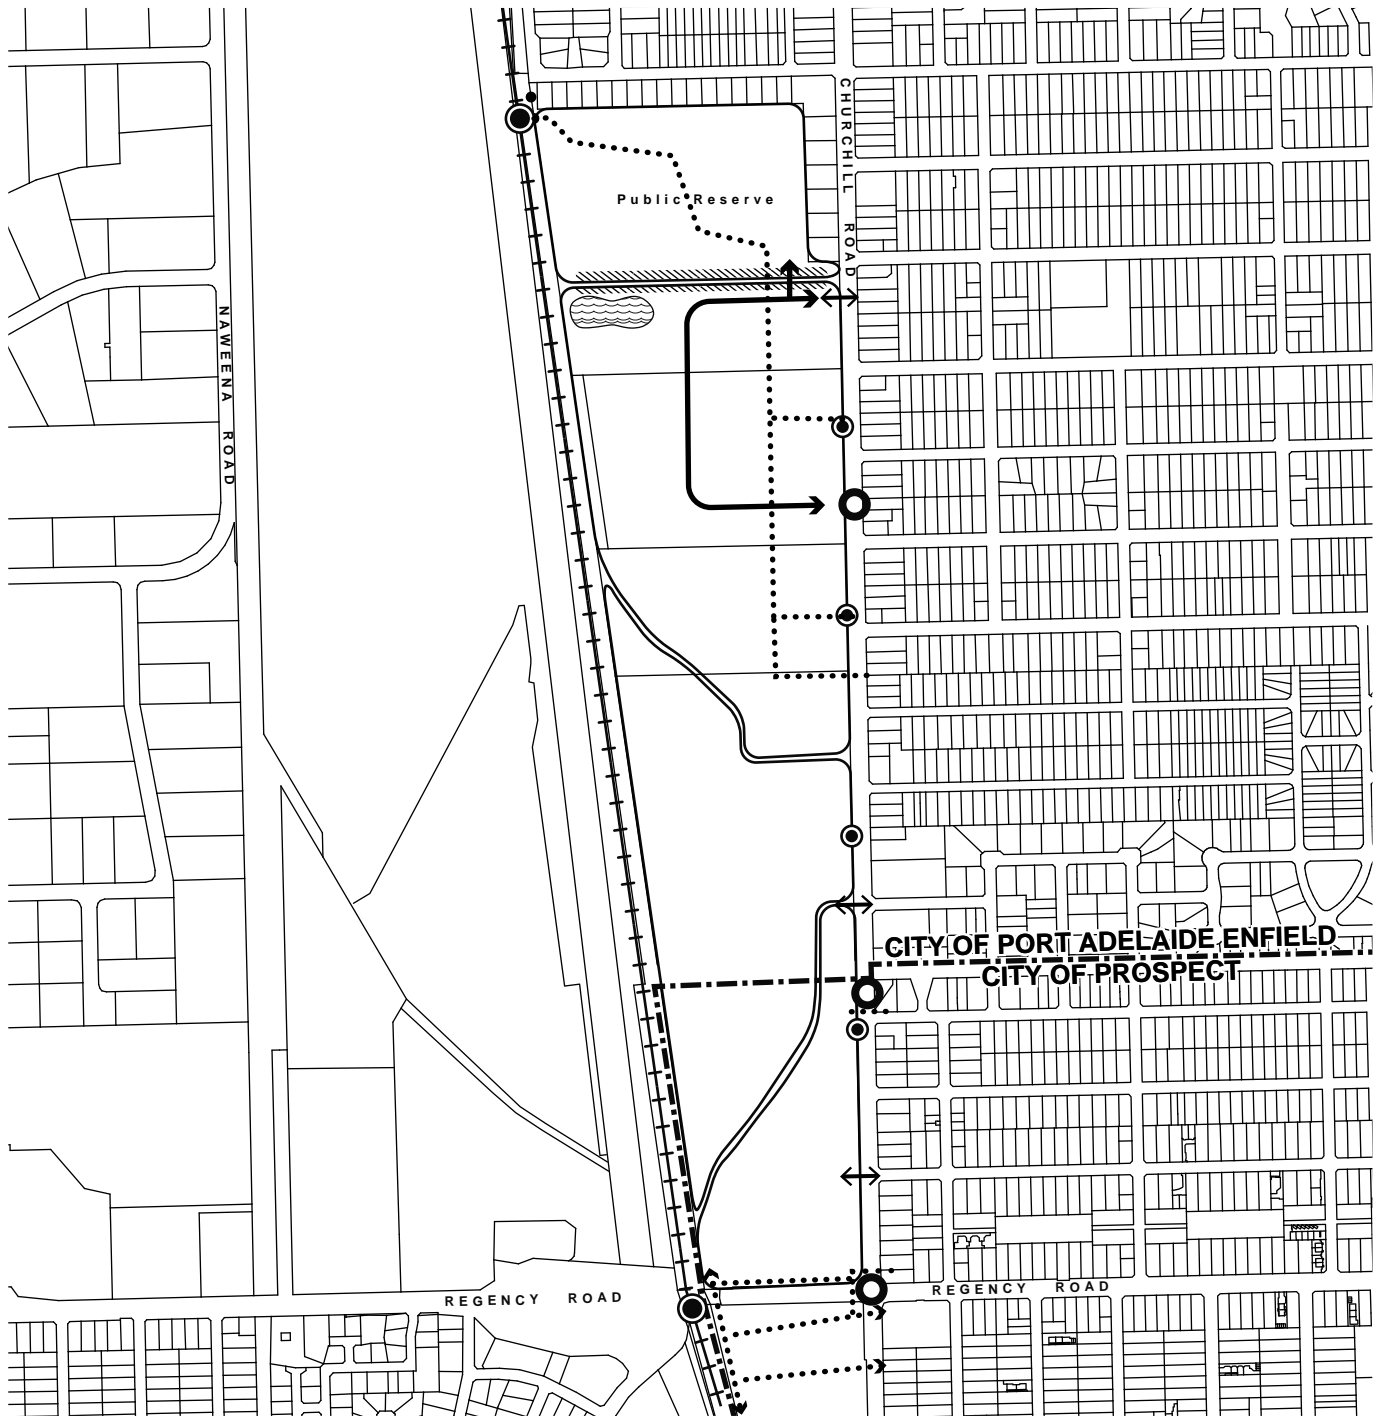 CHURCHILL ROAD
Public Reserve
NAWEENA ROAD
CITY OF PORT ADELAIDE ENFIELD
CITY OF PROSPECT
REGENCY ROAD
REGENCY ROAD